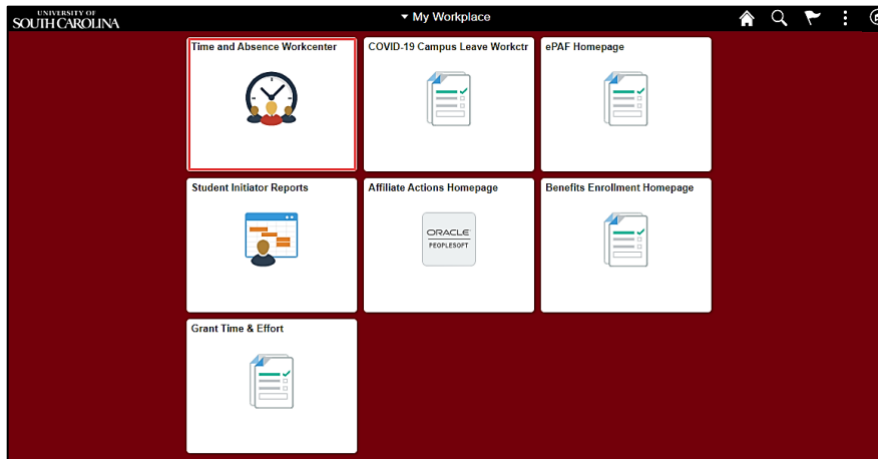 UNIVERSITY OF
SOUTH CAROLINA
My Workplace
Time and Absence Workcenter
COVID-19 Campus Leave Workctr
ePAF Homepage
Student Initiator Reports
Affiliate Actions Homepage
Benefits Enrollment Homepage
ORACLE
PEOPLESOFT
Grant Time & Effort